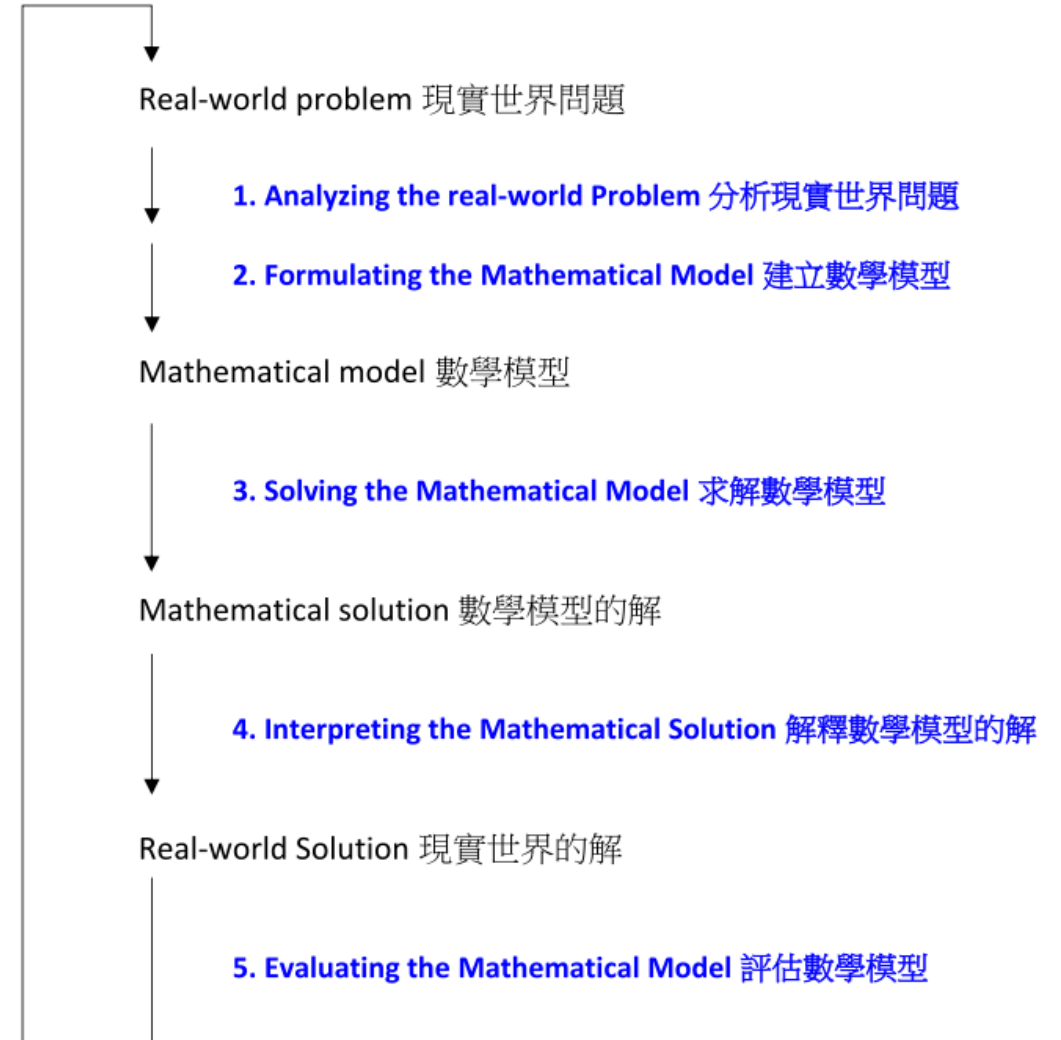 Real-world problem 現實世界問題
1. Analyzing the real-world Problem 分析現實世界問題
2. Formulating the Mathematical Model 建立數學模型
Mathematical model 數學模型
3. Solving the Mathematical Model 求解數學模型
Mathematical solution 數學模型的解
4. Interpreting the Mathematical Solution 解釋數學模型的解
Real-world Solution 現實世界的解
5. Evaluating the Mathematical Model 評估數學模型